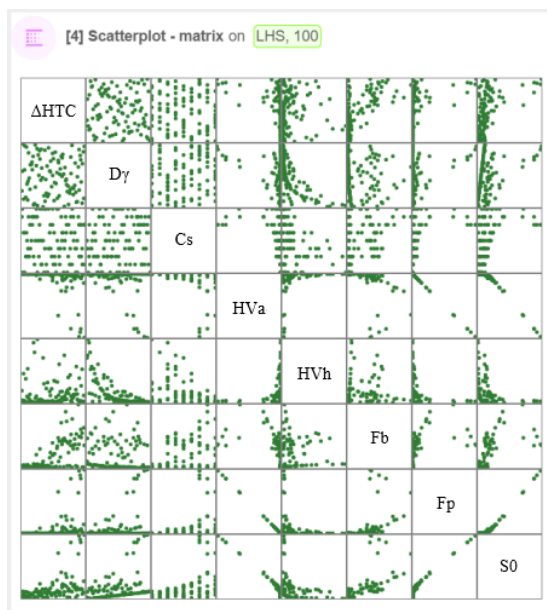 [4] Scatterplot - matrix on LHS, 100
ΔHTC
Dγ
Cs
HVa
HVh
Fb
Fp
S0